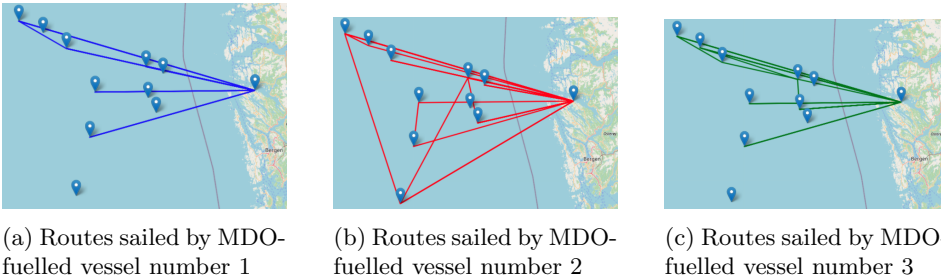 Bergen
Bergen
Bergen
(a) Routes sailed by MDO-
fuelled vessel number 1
(b) Routes sailed by MDO-
fuelled vessel number 2
(c) Routes sailed by MDO
fuelled vessel number 3